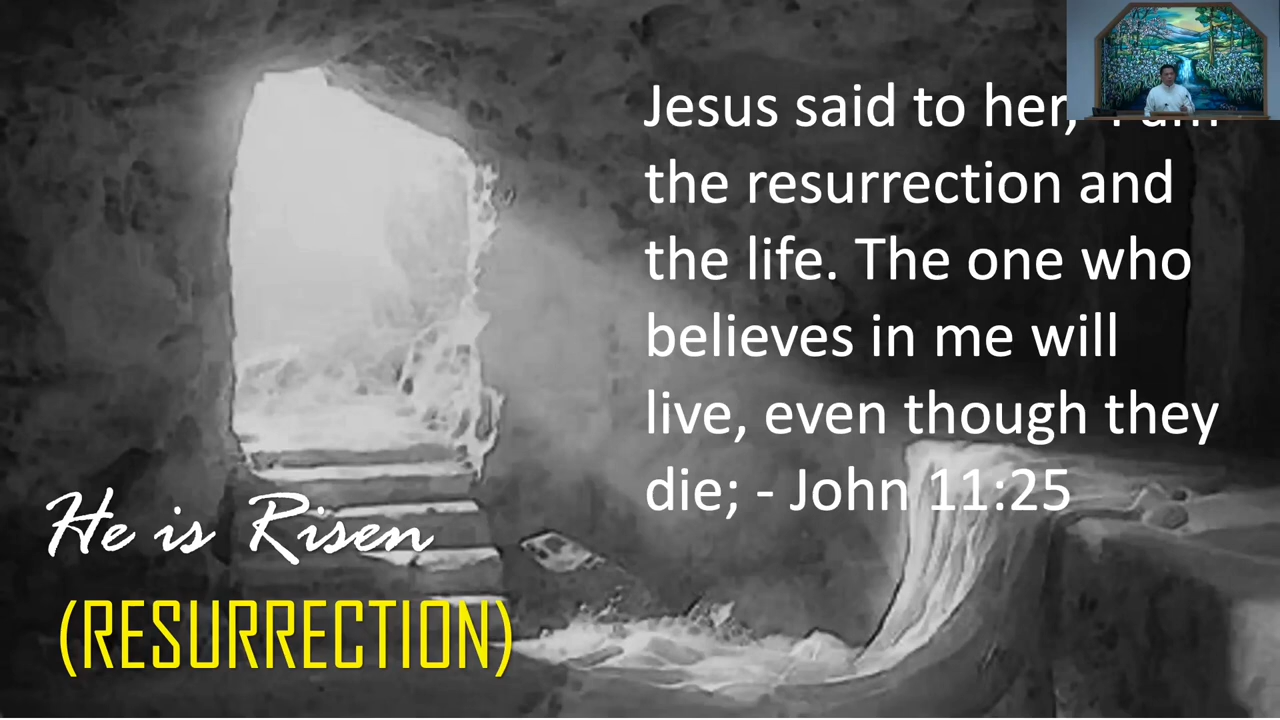 Jesus said to her,
the resurrection and
the life. The one who
believes in me will
live, even though they
die; - John 11:25
He is Risen
(RESURRECTION)